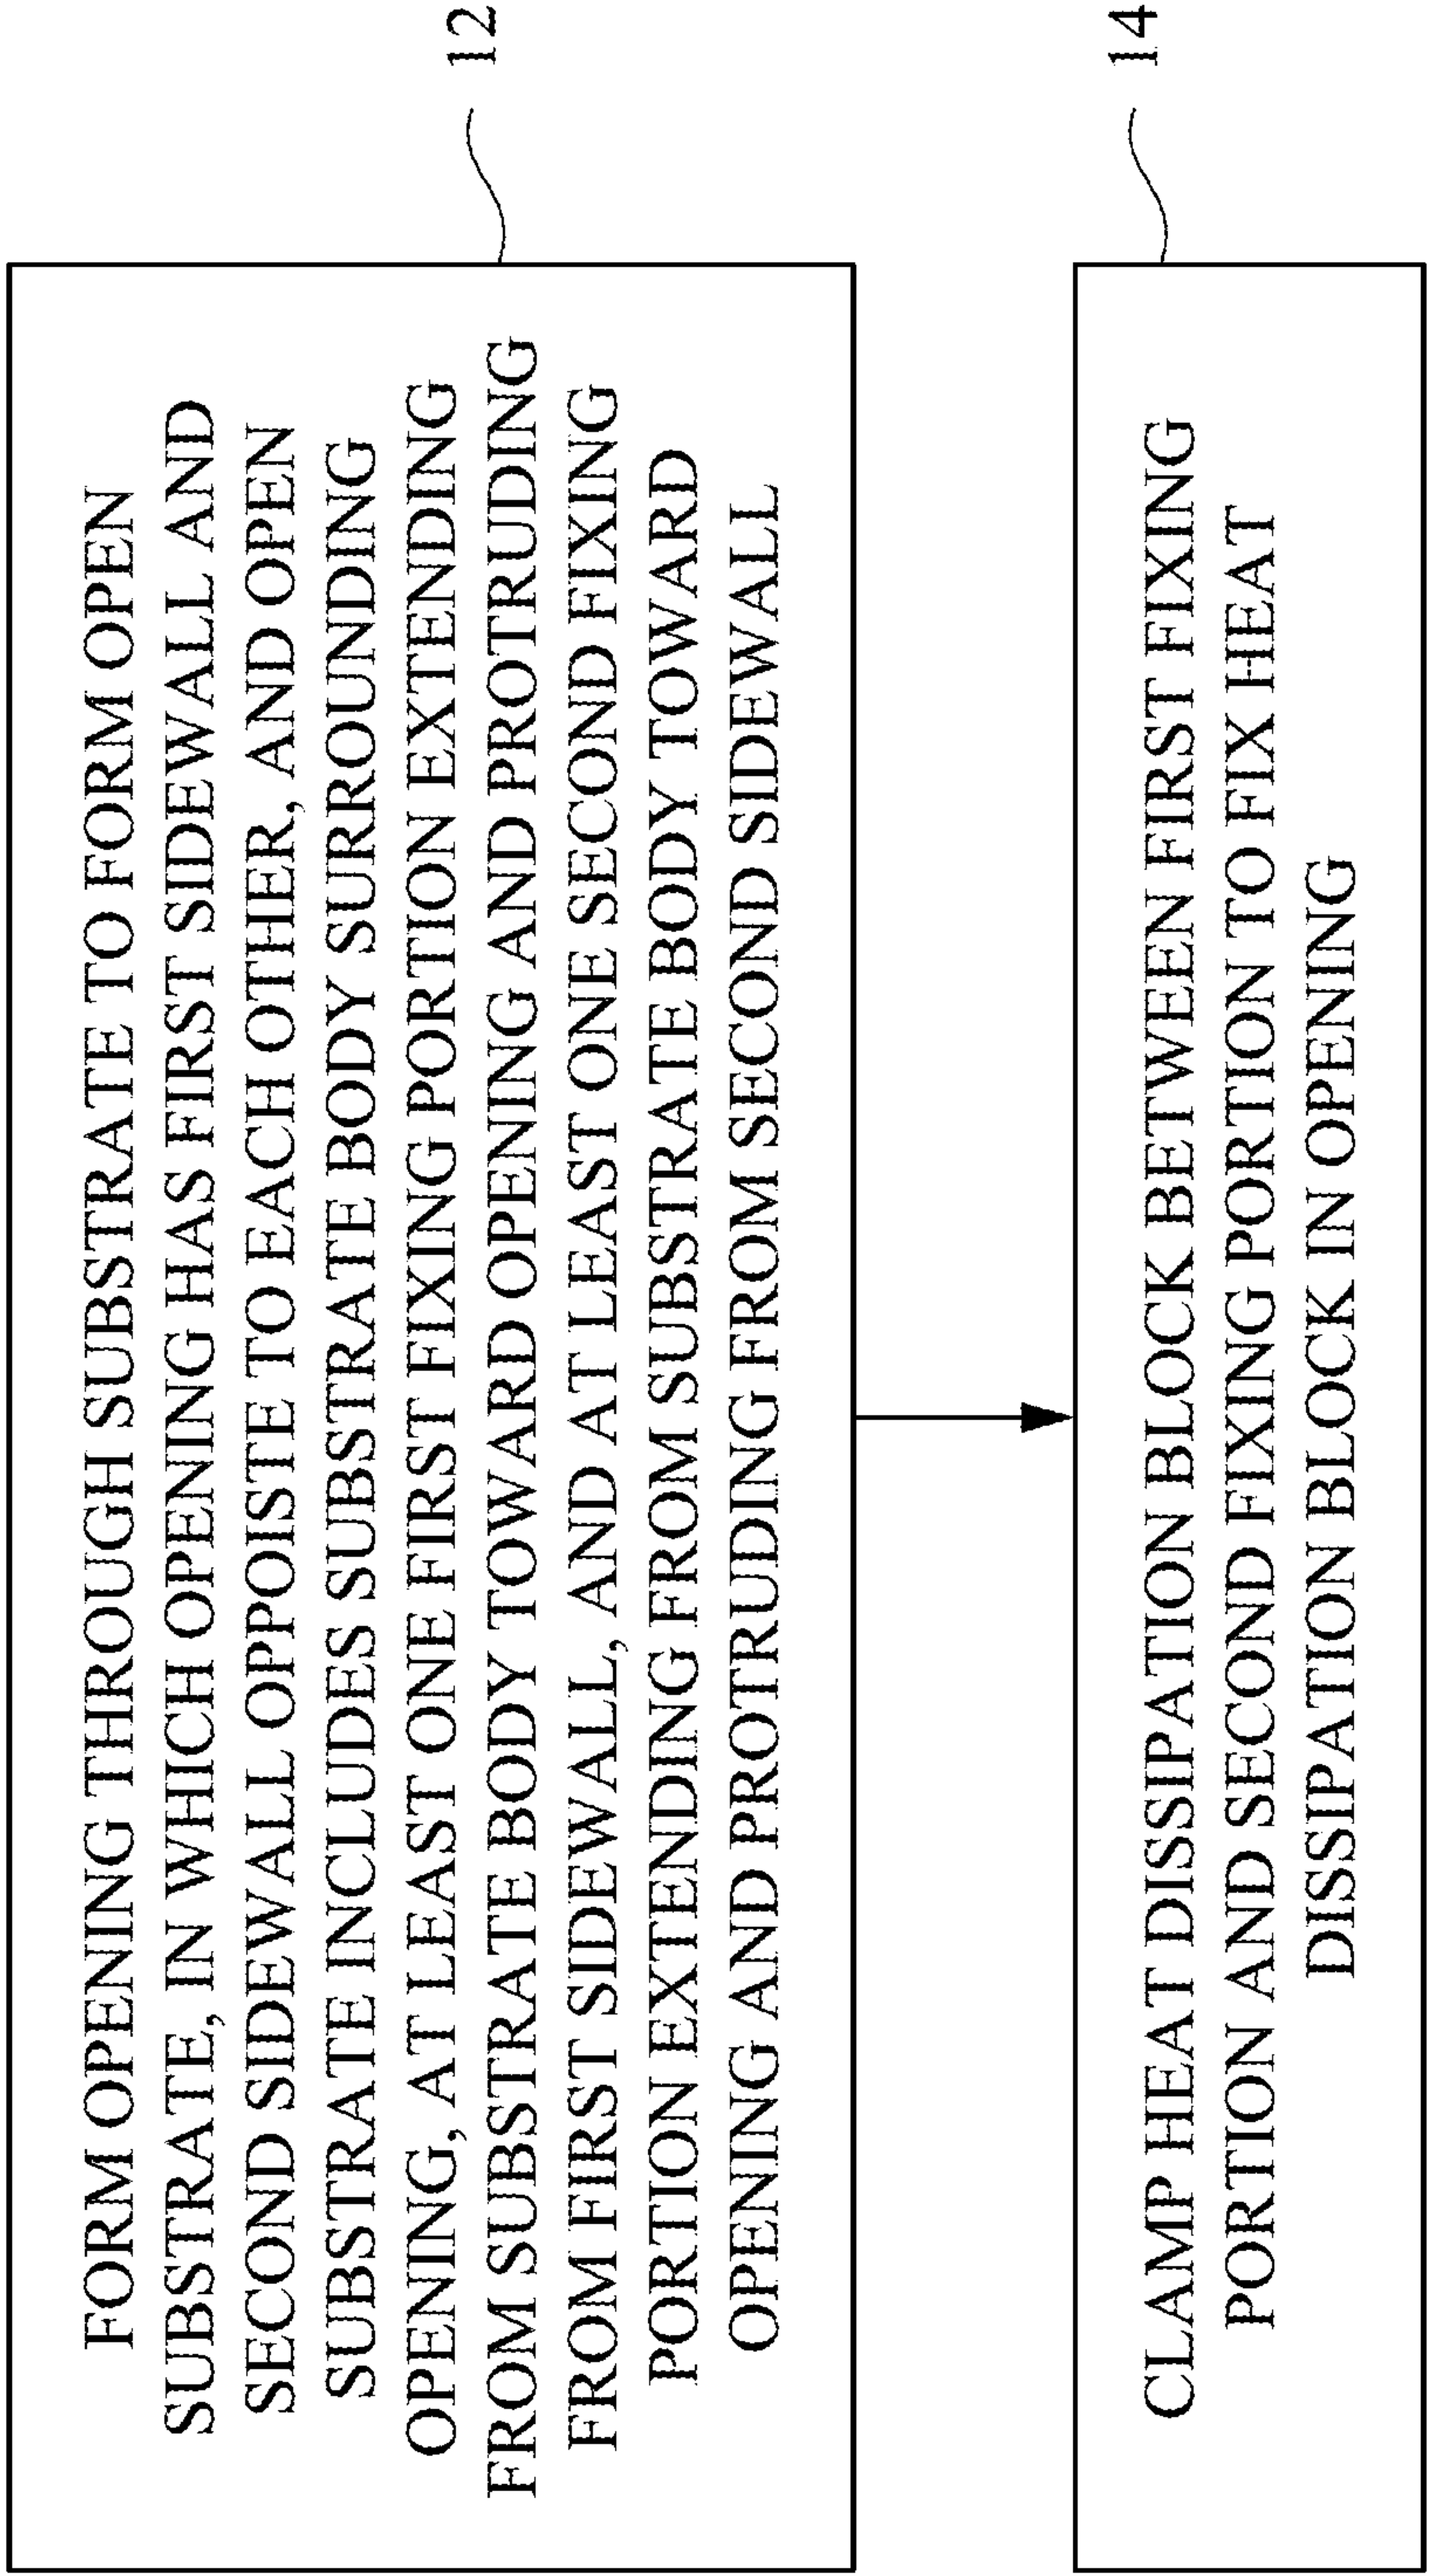 FORM OPENING THROUGH SUBSTRATE TO FORM OPEN
SUBSTRATE, IN WHICH OPENING HAS FIRST SIDEWALL AND
SECOND SIDEWALL OPPOISTE TO EACH OTHER, AND OPEN
SUBSTRATE INCLUDES SUBSTRATE BODY SURROUNDING
OPENING, AT LEAST ONE FIRST FIXING PORTION EXTENDING
FROM SUBSTRATE BODY TOWARD OPENING AND PROTRUDING
FROM FIRST SIDEWALL, AND AT LEAST ONE SECOND FIXING
PORTION EXTENDING FROM SUBSTRATE BODY TOWARD
OPENING AND PROTRUDING FROM SECOND SIDEWALL
12
CLAMP HEAT DISSIPATION BLOCK BETWEEN FIRST FIXING
PORTION AND SECOND FIXING PORTION TO FIX HEAT
DISSIPATION BLOCK IN OPENING
14